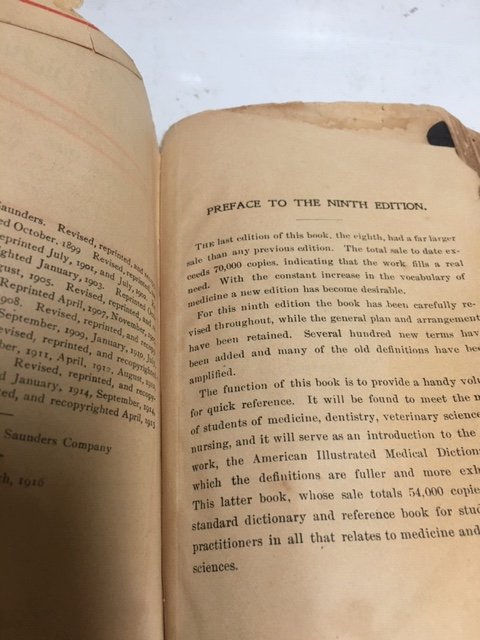 Saunders. Revised, reprinted, and
October, 1899 Revised, re-
reprinted July, 1901, and July,
January, 1903. Reprinted
1905. Revised, reprinted, and
Reprinted April, 1907,
1908. Revised, reprinted, and recopy-
September, 1909, January, 1910, July
Revised, reprinted, and recopyrighted
1911, April, 1912, August, 1912
Revised, reprinted, and recopy-
January, 1914, September, 1914
reprinted, and recopyrighted April, 1915
Saunders Company
1916
PREFACE TO THE NINTH EDITION.
THE last edition of this book, the eighth, had a far larger
sale than any previous edition. The total sale to date ex-
ceeds 70,000 copies, indicating that the work fills a real
need. With the constant increase in the vocabulary of
medicine a new edition has become desirable.
For this ninth edition the book has been carefully re-
vised throughout, while the general plan and arrangement
have been retained. Several hundred new terms hav
been added and many of the old definitions have bee
amplified.
The function of this book is to provide a handy volu
for quick reference. It will be found to meet the n
of students of medicine, dentistry, veterinary science
nursing, and it will serve as an introduction to the
work, the American Illustrated Medical Diction
which the definitions are fuller and more exh
This latter book, whose sale totals 54,000 copie
standard dictionary and reference book for stud
practitioners in all that relates to medicine and
sciences.